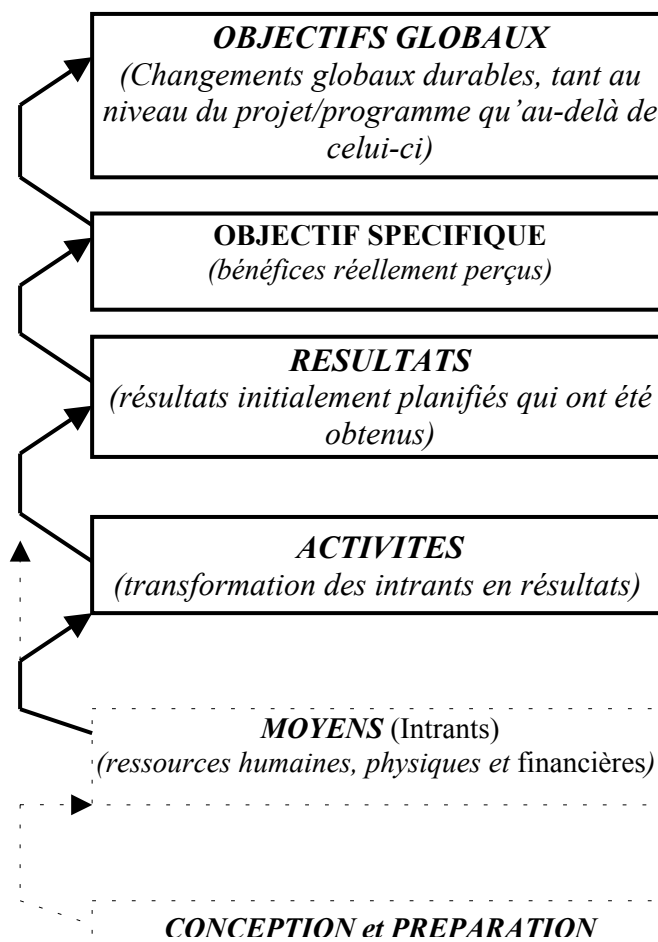 OBJECTIFS GLOBAUX
(Changements globaux durables, tant au
niveau du projet/programme qu’au-delà de
celui-ci)
OBJECTIF SPECIFIQUE
(bénéfices réellement perçus)
RESULTATS
(résultats initialement planifiés qui ont été
obtenus)
ACTIVITES
(transformation des intrants en résultats)
MOYENS (Intrants)
(ressources humaines, physiques et financières)
CONCEPTION et PREPARATION